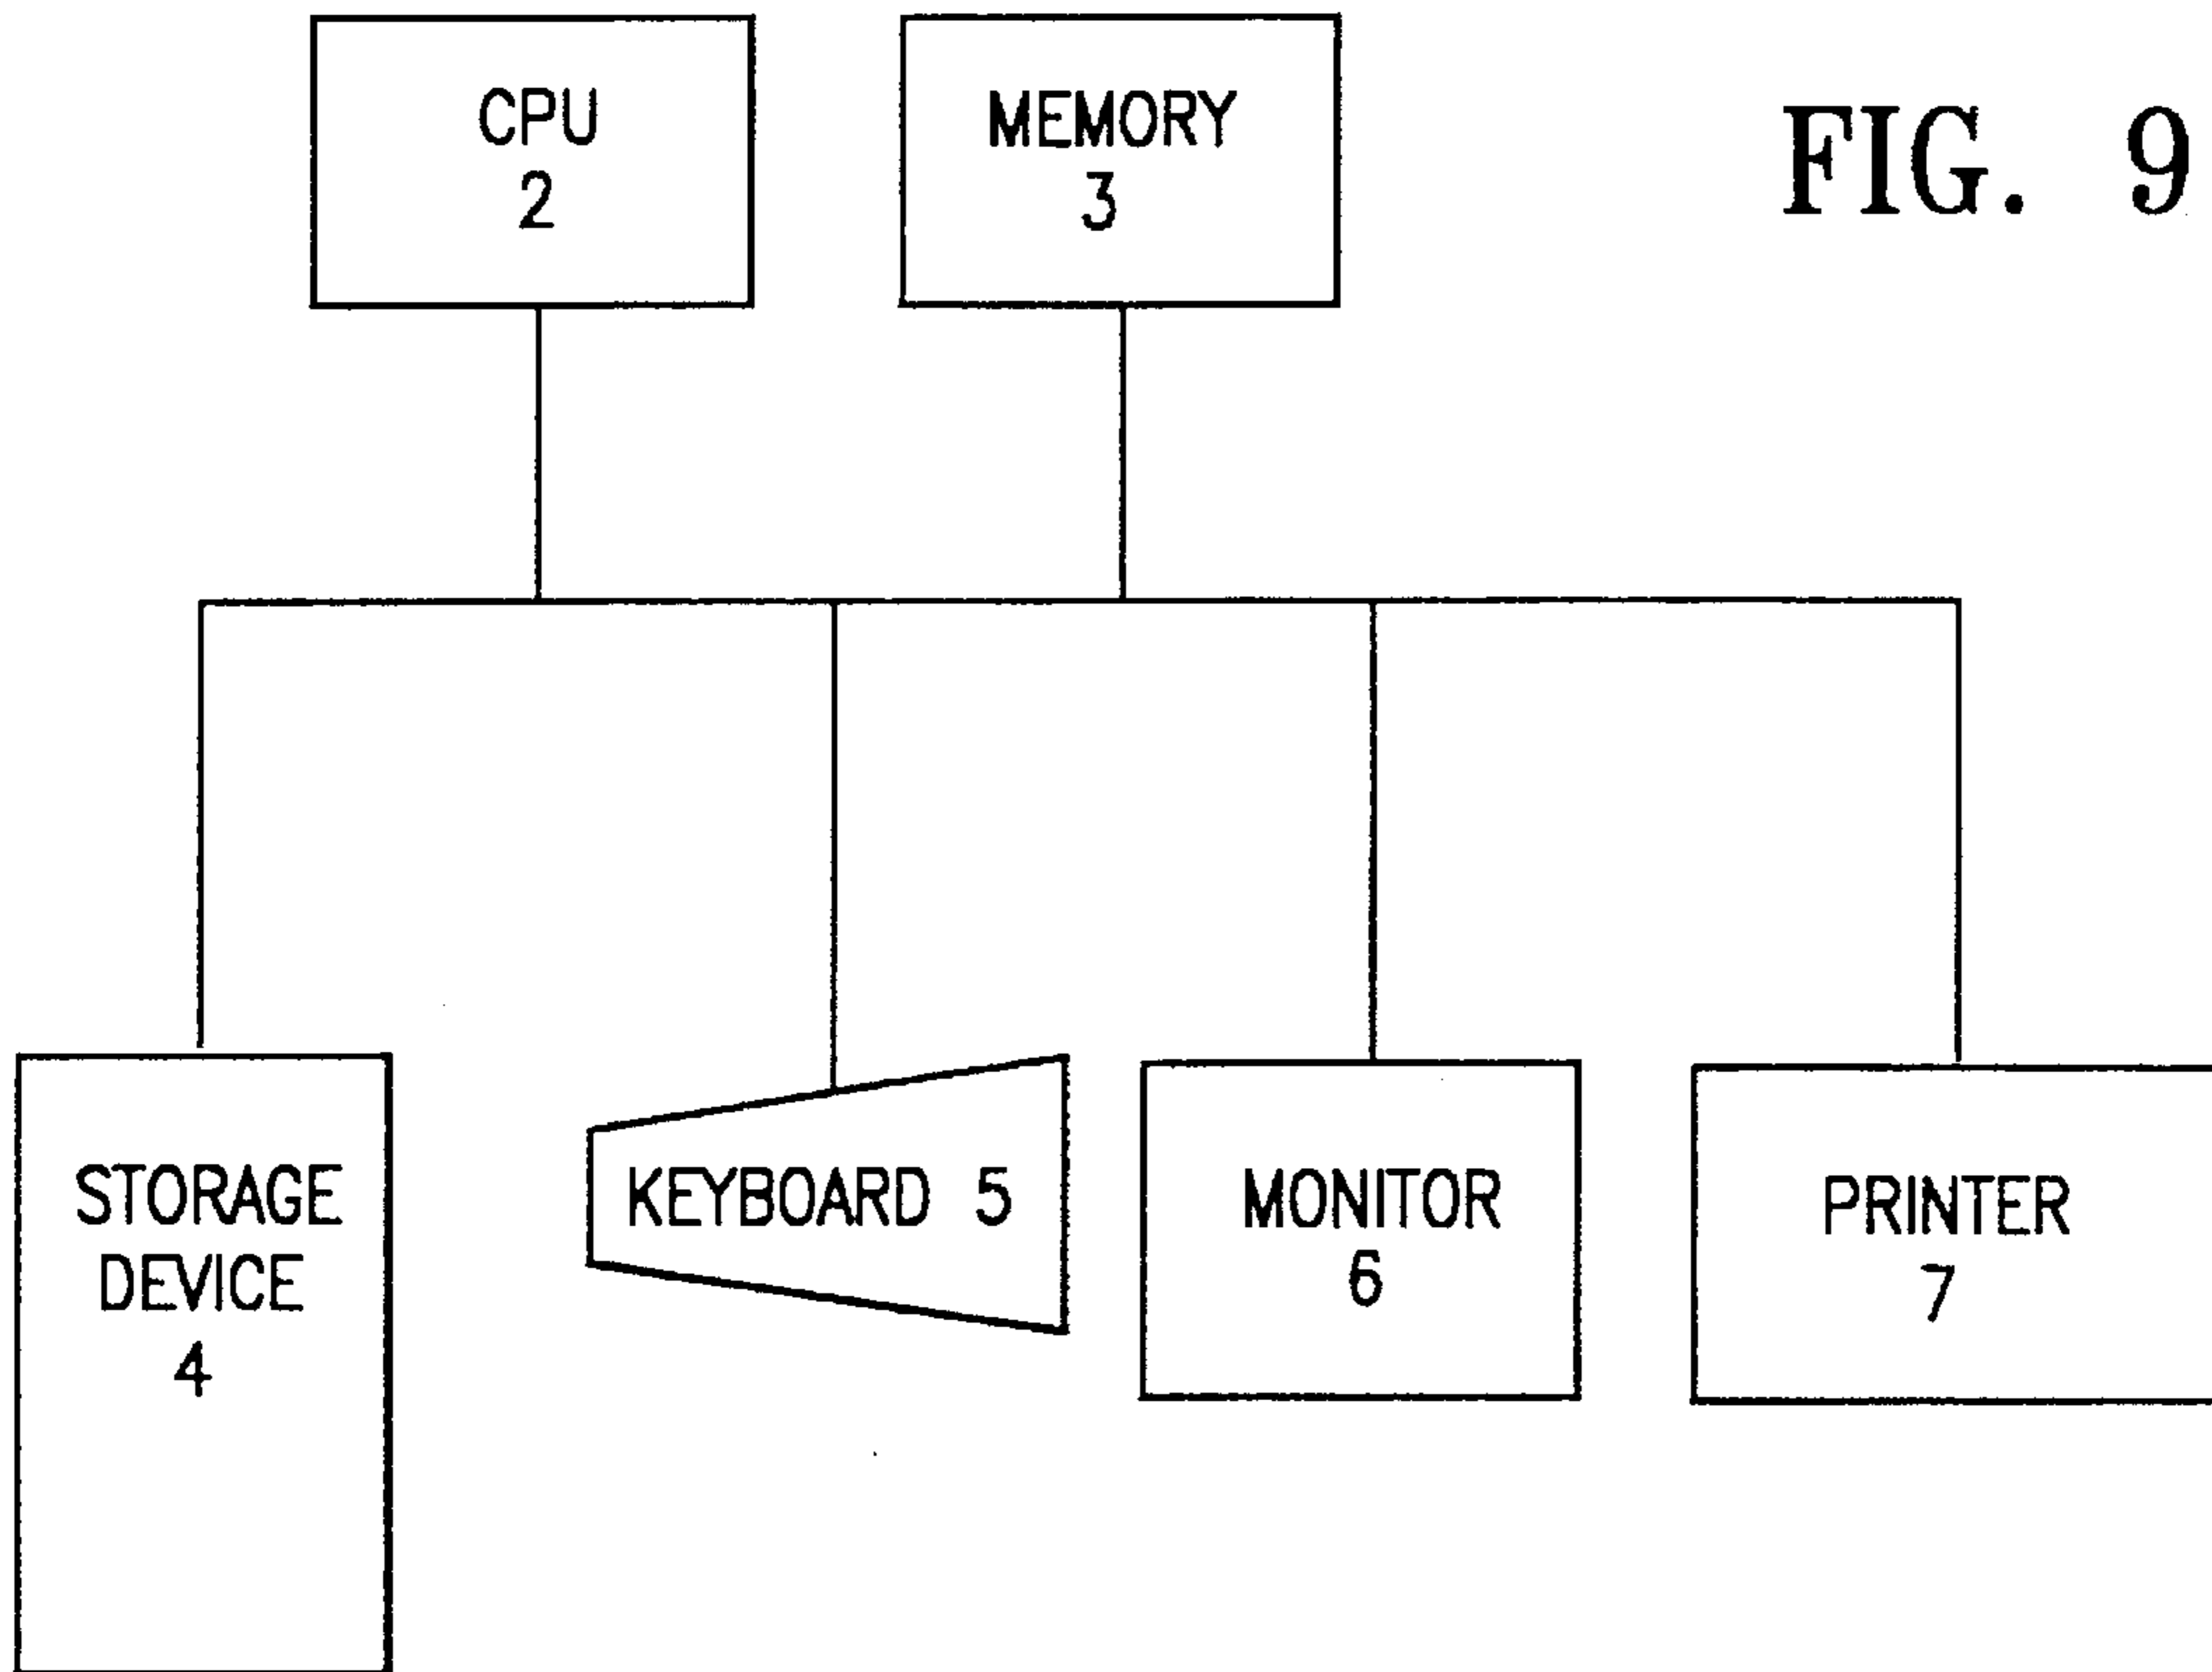 CPU
2
MEMORY
3
FIG. 9
STORAGE
DEVICE
4
KEYBOARD 5
MONITOR
6
PRINTER
7